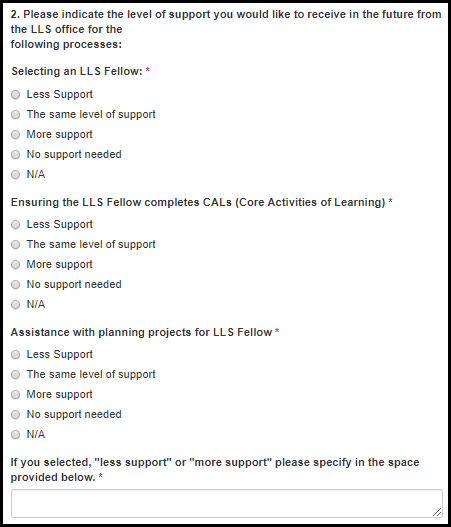 2. Please indicate the level of support you would like to receive in the future from
the LLS office for the
following processes:
Selecting an LLS Fellow: *
Less Support
The same level of support
More support
No support needed
N/A
Ensuring the LLS Fellow completes CALs (Core Activities of Learning) *
Less Support
The same level of support
More support
No support needed
N/A
Assistance with planning projects for LLS Fellow *
Less Support
The same level of support
More support
No support needed
N/A
If you selected, "less support" or "more support" please specify in the space
provided below. *